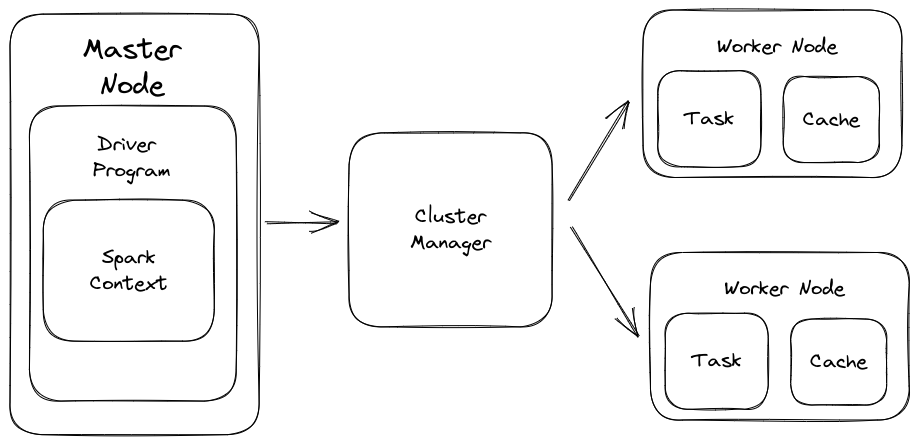 Master
Node
Driver
Program
Spark
Context
Cluster
Manager
Worker Node
Task
Cache
Worker Node
Task
Cache